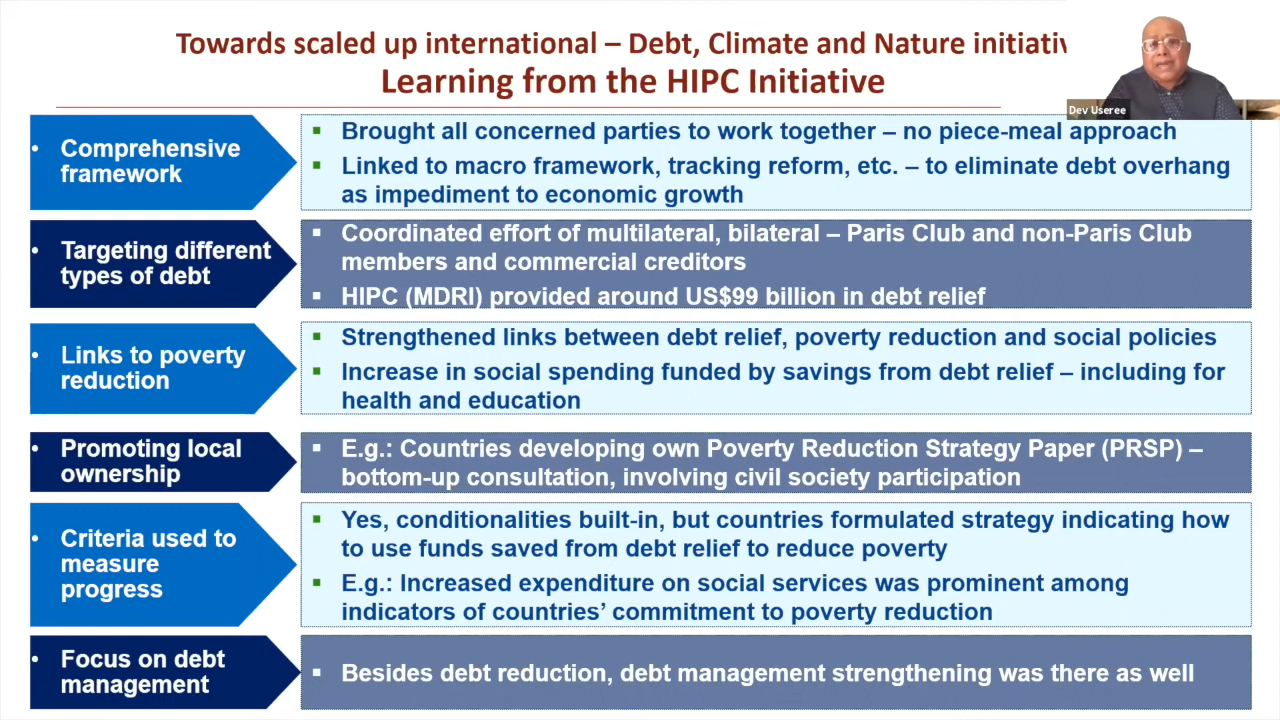 Towards scaled up international – Debt, Climate and Nature initiativ
Learning from the HIPC Initiative
Dev Useree
• Comprehensive
framework
▪ Brought all concerned parties to work together – no piece-meal approach
▪ Linked to macro framework, tracking reform, etc. – to eliminate debt overhang
as impediment to economic growth
• Targeting different
types of debt
▪ Coordinated effort of multilateral, bilateral – Paris Club and non-Paris Club
members and commercial creditors
▪ HIPC (MDRI) provided around US$99 billion in debt relief
• Links to poverty
reduction
▪ Strengthened links between debt relief, poverty reduction and social policies
▪ Increase in social spending funded by savings from debt relief – including for
health and education
• Promoting local
ownership
▪ E.g.: Countries developing own Poverty Reduction Strategy Paper (PRSP) –
bottom-up consultation, involving civil society participation
• Criteria used to
measure
progress
▪ Yes, conditionalities built-in, but countries formulated strategy indicating how
to use funds saved from debt relief to reduce poverty
▪ E.g.: Increased expenditure on social services was prominent among
indicators of countries’ commitment to poverty reduction
• Focus on debt
management
▪ Besides debt reduction, debt management strengthening was there as well